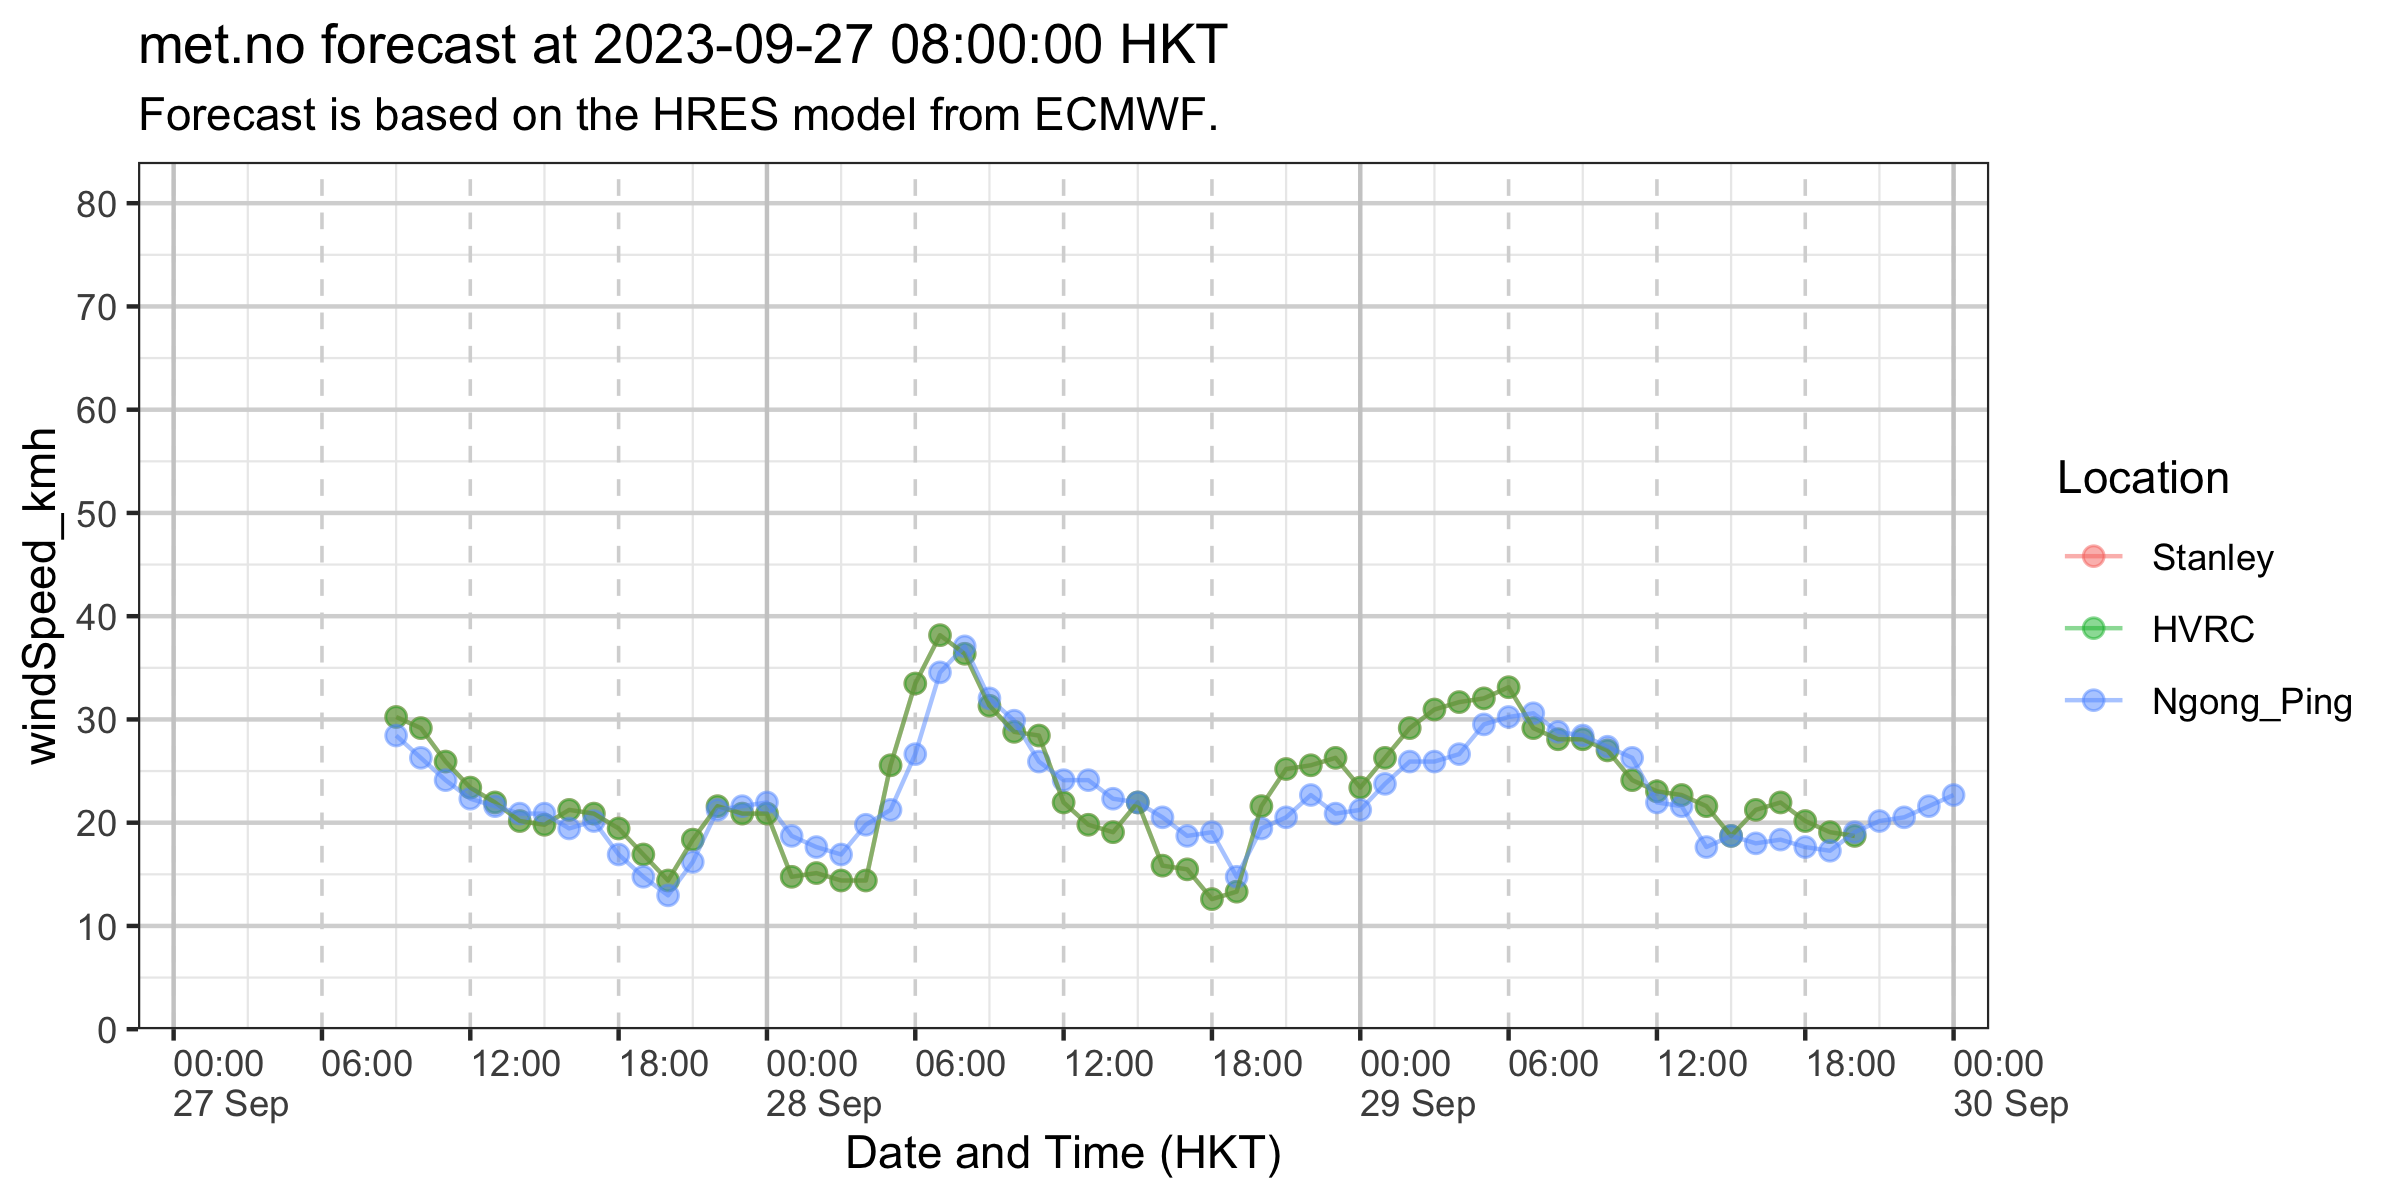 met.no forecast at 2023-09-27 08:00:00 HKT
Forecast is based on the HRES model from ECMWF.
windSpeed_kmh
80
70
60
50
40
30
20
10
0
00:00 06:00 12:00 18:00 00:00 06:00 12:00 18:00 00:00 06:00 12:00 18:00 00:00
27 Sep 28 Sep 29 Sep 30 Sep
Date and Time (HKT)
Location
Stanley
HVRC
Ngong_Ping